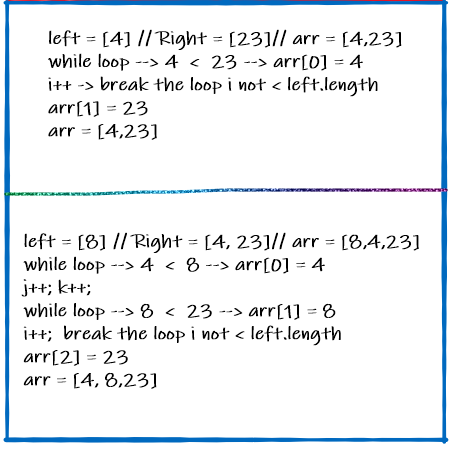 left = [4] // Right = [23]// arr = [4,23]
while loop --> 4 < 23 --> arr[0] = 4
i++ -> break the loop i not < left.length
arr[1] = 23
arr = [4,23]
left = [8] // Right = [4, 23]// arr = [8,4,23]
while loop --> 4 < 8 --> arr[0] = 4
j++; k++;
while loop --> 8 < 23 --> arr[1] = 8
i++; break the loop i not < left.length
arr[2] = 23
arr = [4, 8,23]